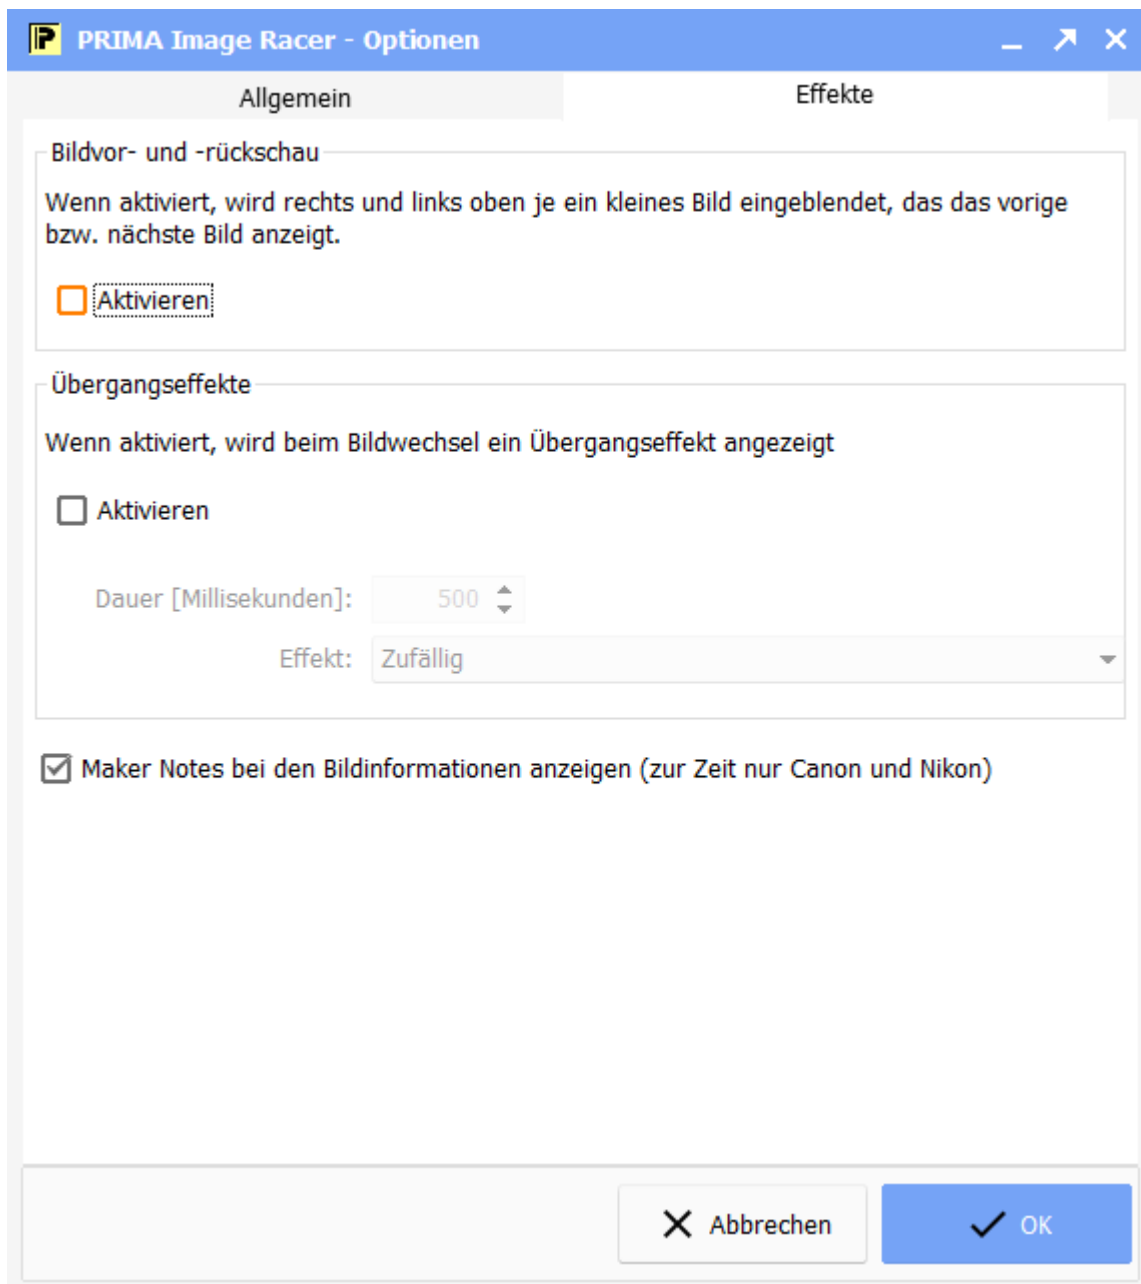 PRIMA Image Racer - Optionen
Allgemein
Effekte
Bildvor- und -rückschau
Wenn aktiviert, wird rechts und links oben je ein kleines Bild eingeblendet, das das vorige
bzw. nächste Bild anzeigt.
Aktivieren
Übergangseffekte
Wenn aktiviert, wird beim Bildwechsel ein Übergangseffekt angezeigt
Aktivieren
Dauer [Millisekunden]: 500
Effekt: Zufällig
Maker Notes bei den Bildinformationen anzeigen (zur Zeit nur Canon und Nikon)
Abbrechen
OK